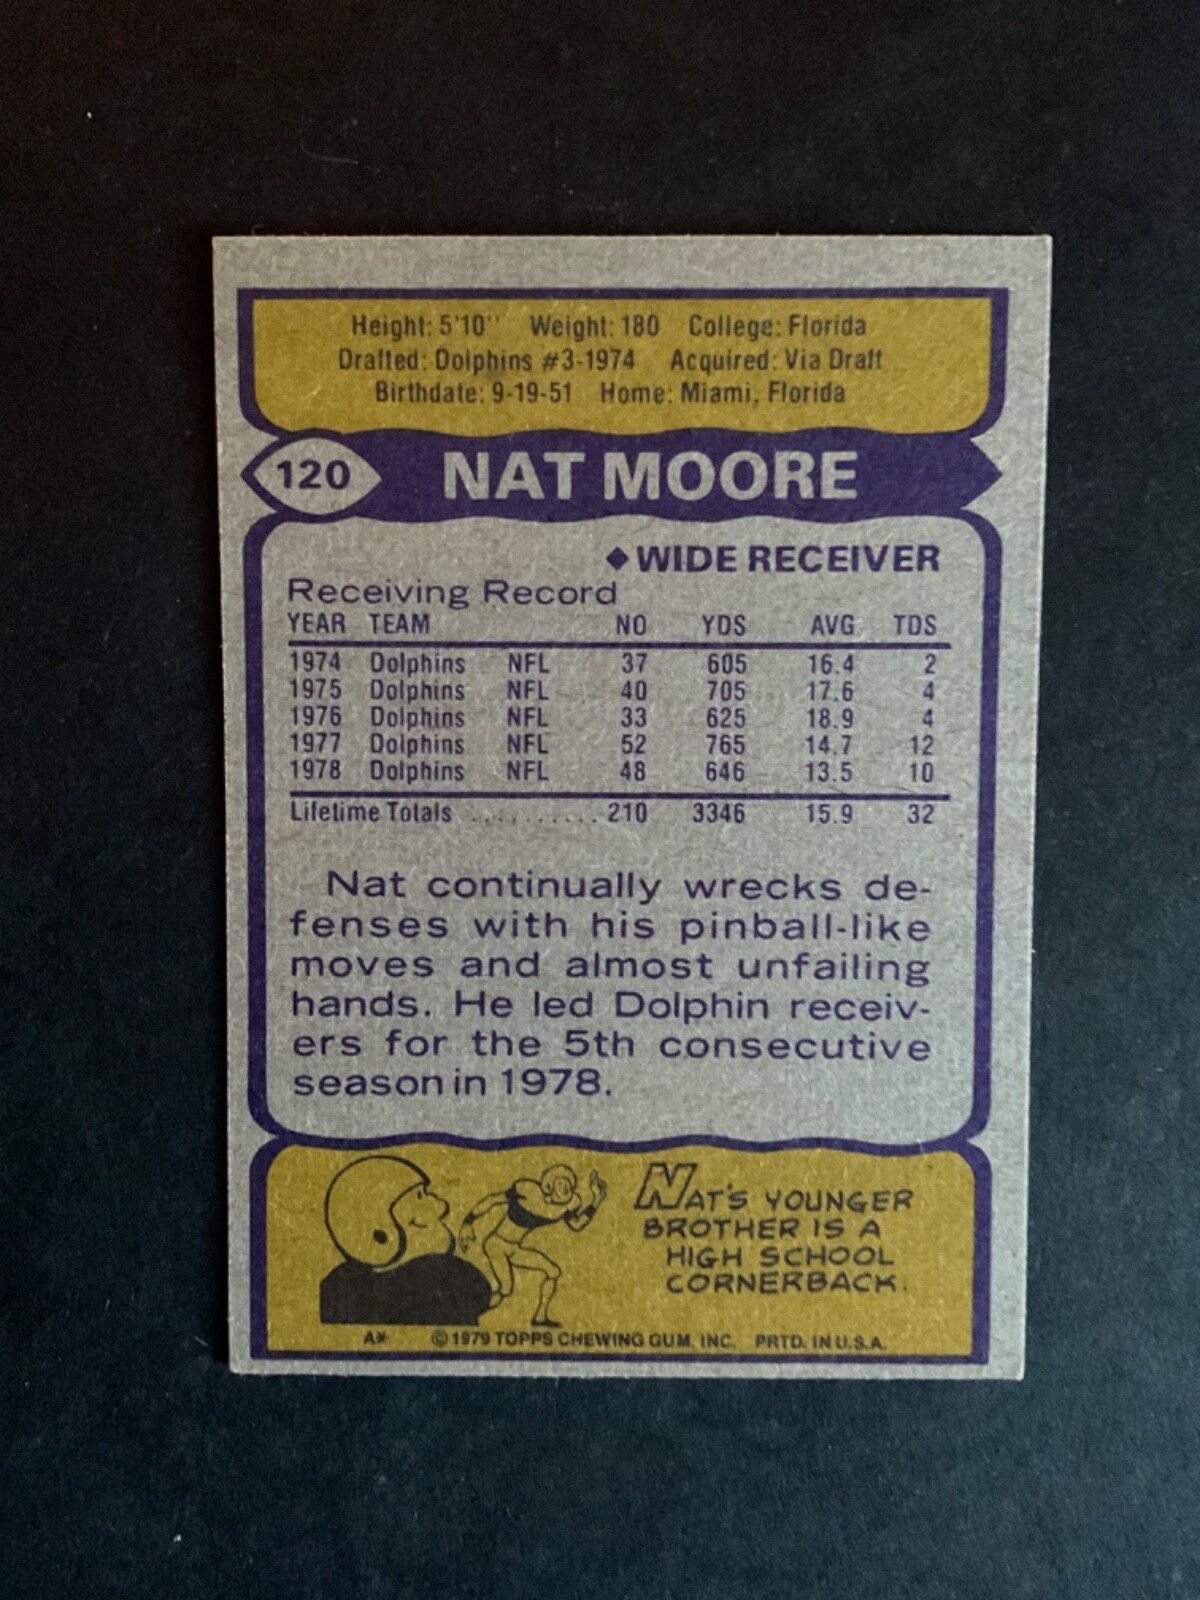 Height: 5'10'' Weight: 180 College: Florida
Drafted: Dolphins #3-1974 Acquired: Via Draft
Birthdate: 9-19-51 Home: Miami, Florida
120 NAT MOORE
◆WIDE RECEIVER
Receiving Record
YEAR TEAM NO YDS AVG TDS
1974 Dolphins NFL 37 605 16.4 2
1975 Dolphins NFL 40 705 17.6 4
1976 Dolphins NFL 33 625 18.9 4
1977 Dolphins NFL 52 765 14.7 12
1978 Dolphins NFL 48 646 13.5 10
Lifetime Totals .......... 210 3346 15.9 32
Nat continually wrecks de-
fenses with his pinball-like
moves and almost unfailing
hands. He led Dolphin receiv-
ers for the 5th consecutive
season in 1978.
NAT'S YOUNGER
BROTHER IS A
HIGH SCHOOL
CORNERBACK.
A* ©1979 TOPPS CHEWING GUM, INC. PRTD. IN U.S.A.